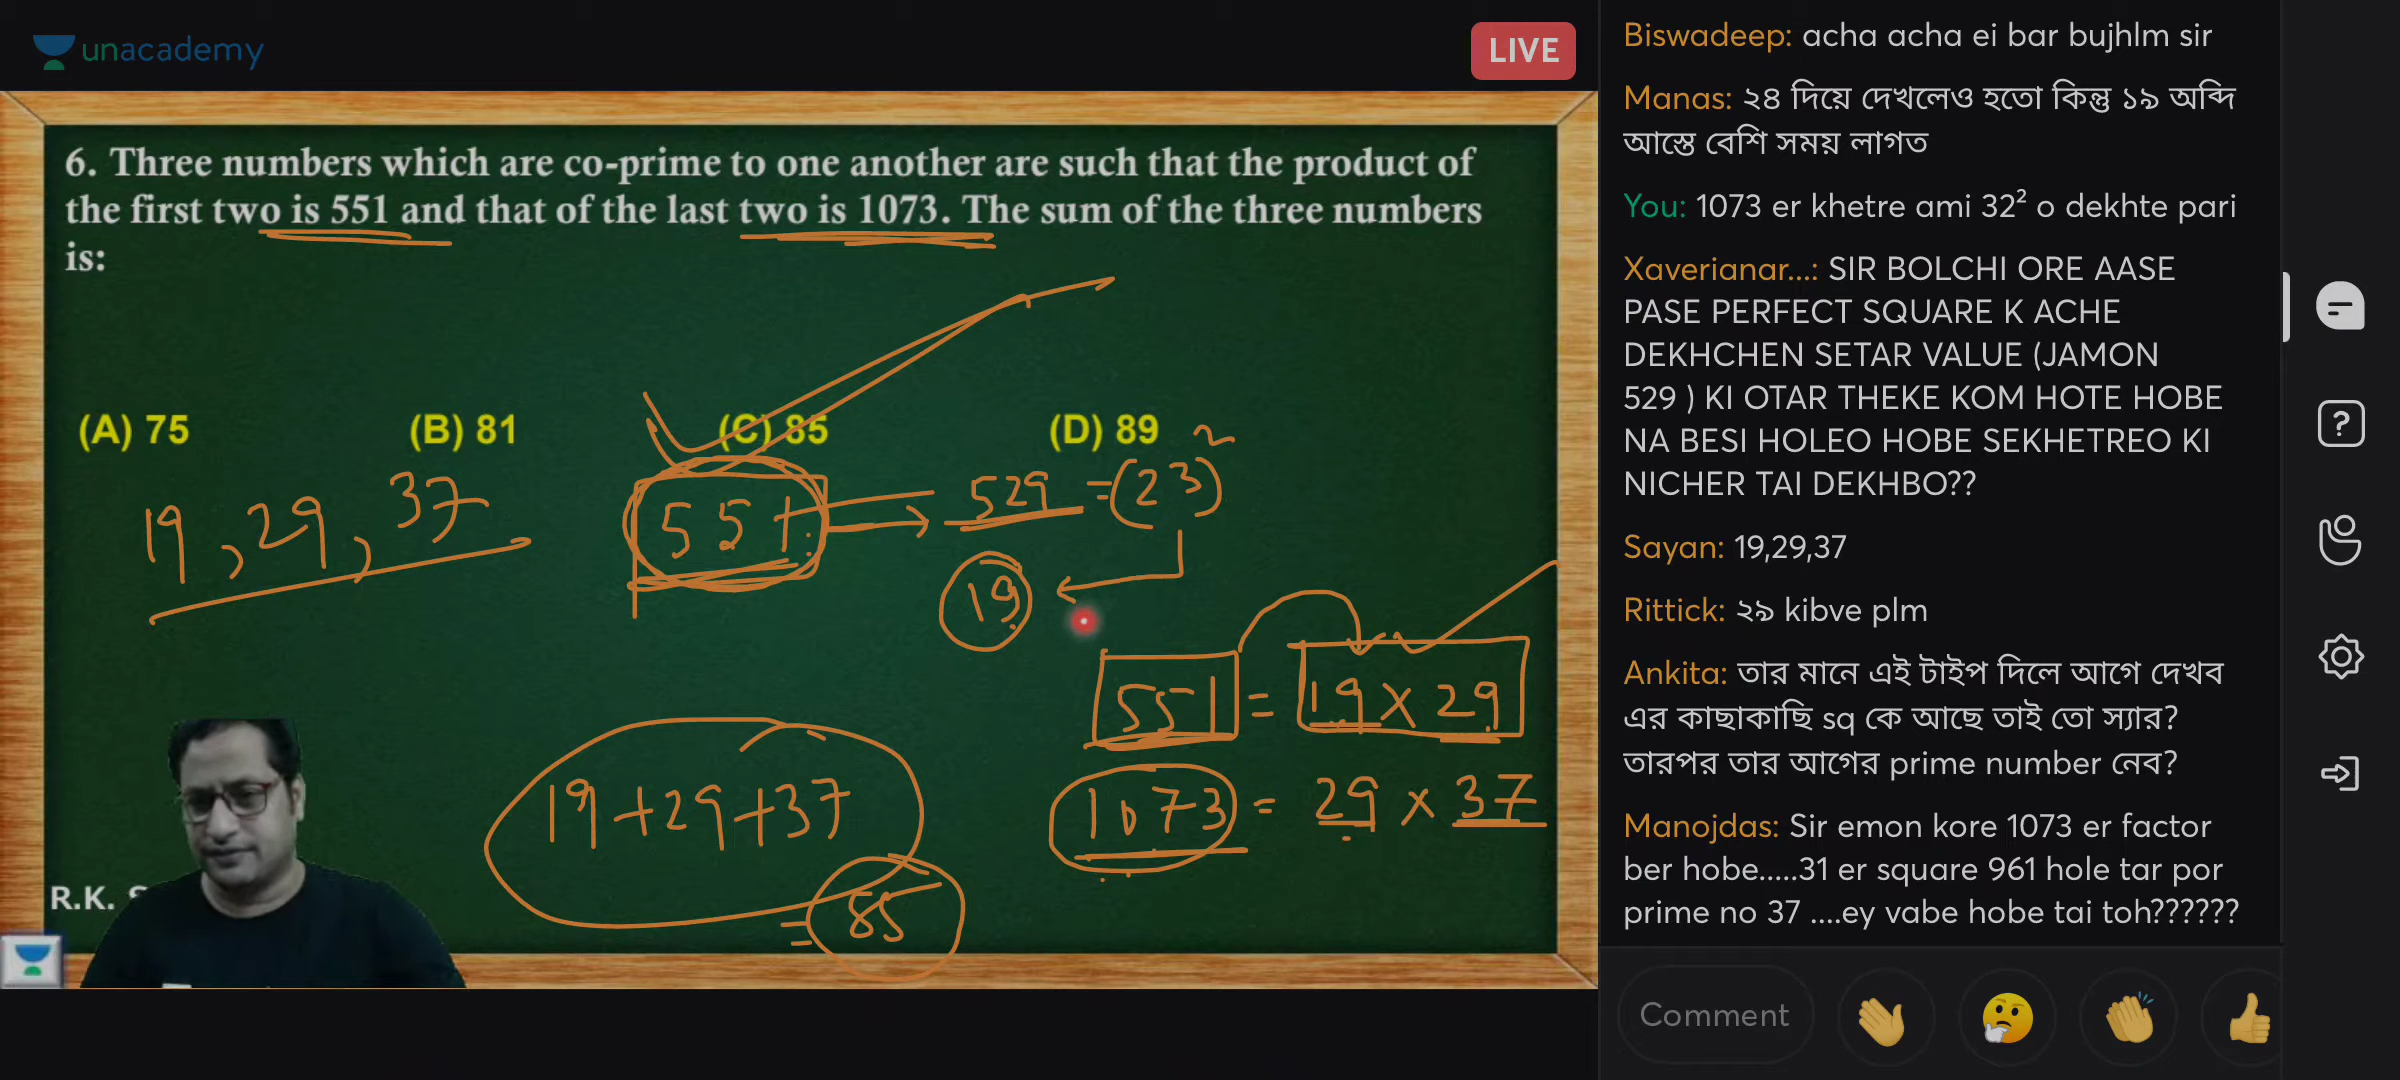 unacademy
LIVE
6. Three numbers which are co-prime to one another are such that the product of
the first two is 551 and that of the last two is 1073. The sum of the three numbers
is:
(A) 75
(B) 81
(C) 85
(D) 89
19, 29, 37
551
529 = (23)²
19
551 = 19 × 29
1073 = 29 × 37
19+29+37
= 85
R.K.
Biswadeep: acha acha ei bar bujhlm sir
Manas: ২৪ দিয়ে দেখলেও হতো কিন্তু ১৯ অব্দি
আস্তে বেশি সময় লাগত
You: 1073 er khetre ami 32² o dekhte pari
Xaverianar...: SIR BOLCHI ORE AASE
PASE PERFECT SQUARE K ACHE
DEKHCHEN SETAR VALUE (JAMON
529 ) KI OTAR THEKE KOM HOTE HOBE
NA BESI HOLEO HOBE SEKHETREO KI
NICHER TAI DEKHBO??
Sayan: 19,29,37
Rittick: ২৯ kibve plm
Ankita: তার মানে এই টাইপ দিলে আগে দেখব
এর কাছাকাছি sq কে আছে তাই তো স্যার?
তারপর তার আগের prime number নেব?
Manojdas: Sir emon kore 1073 er factor
ber hobe.....31 er square 961 hole tar por
prime no 37 ....ey vabe hobe tai toh??????
Comment